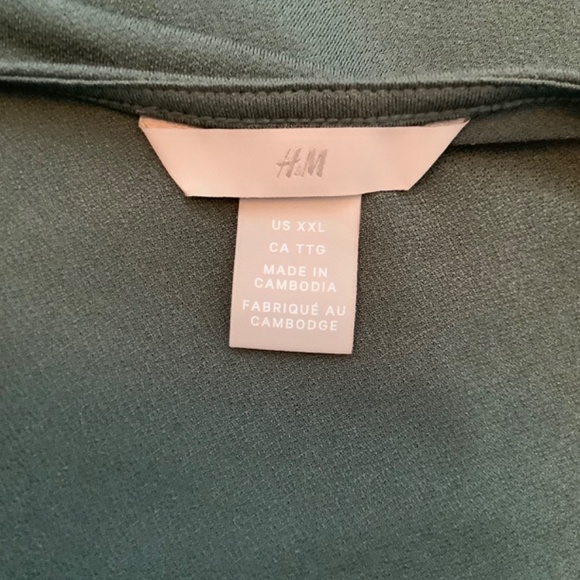 H&M
US XXL
CA TTG
MADE IN
CAMBODIA
FABRIQUÉ AU
CAMBODGE